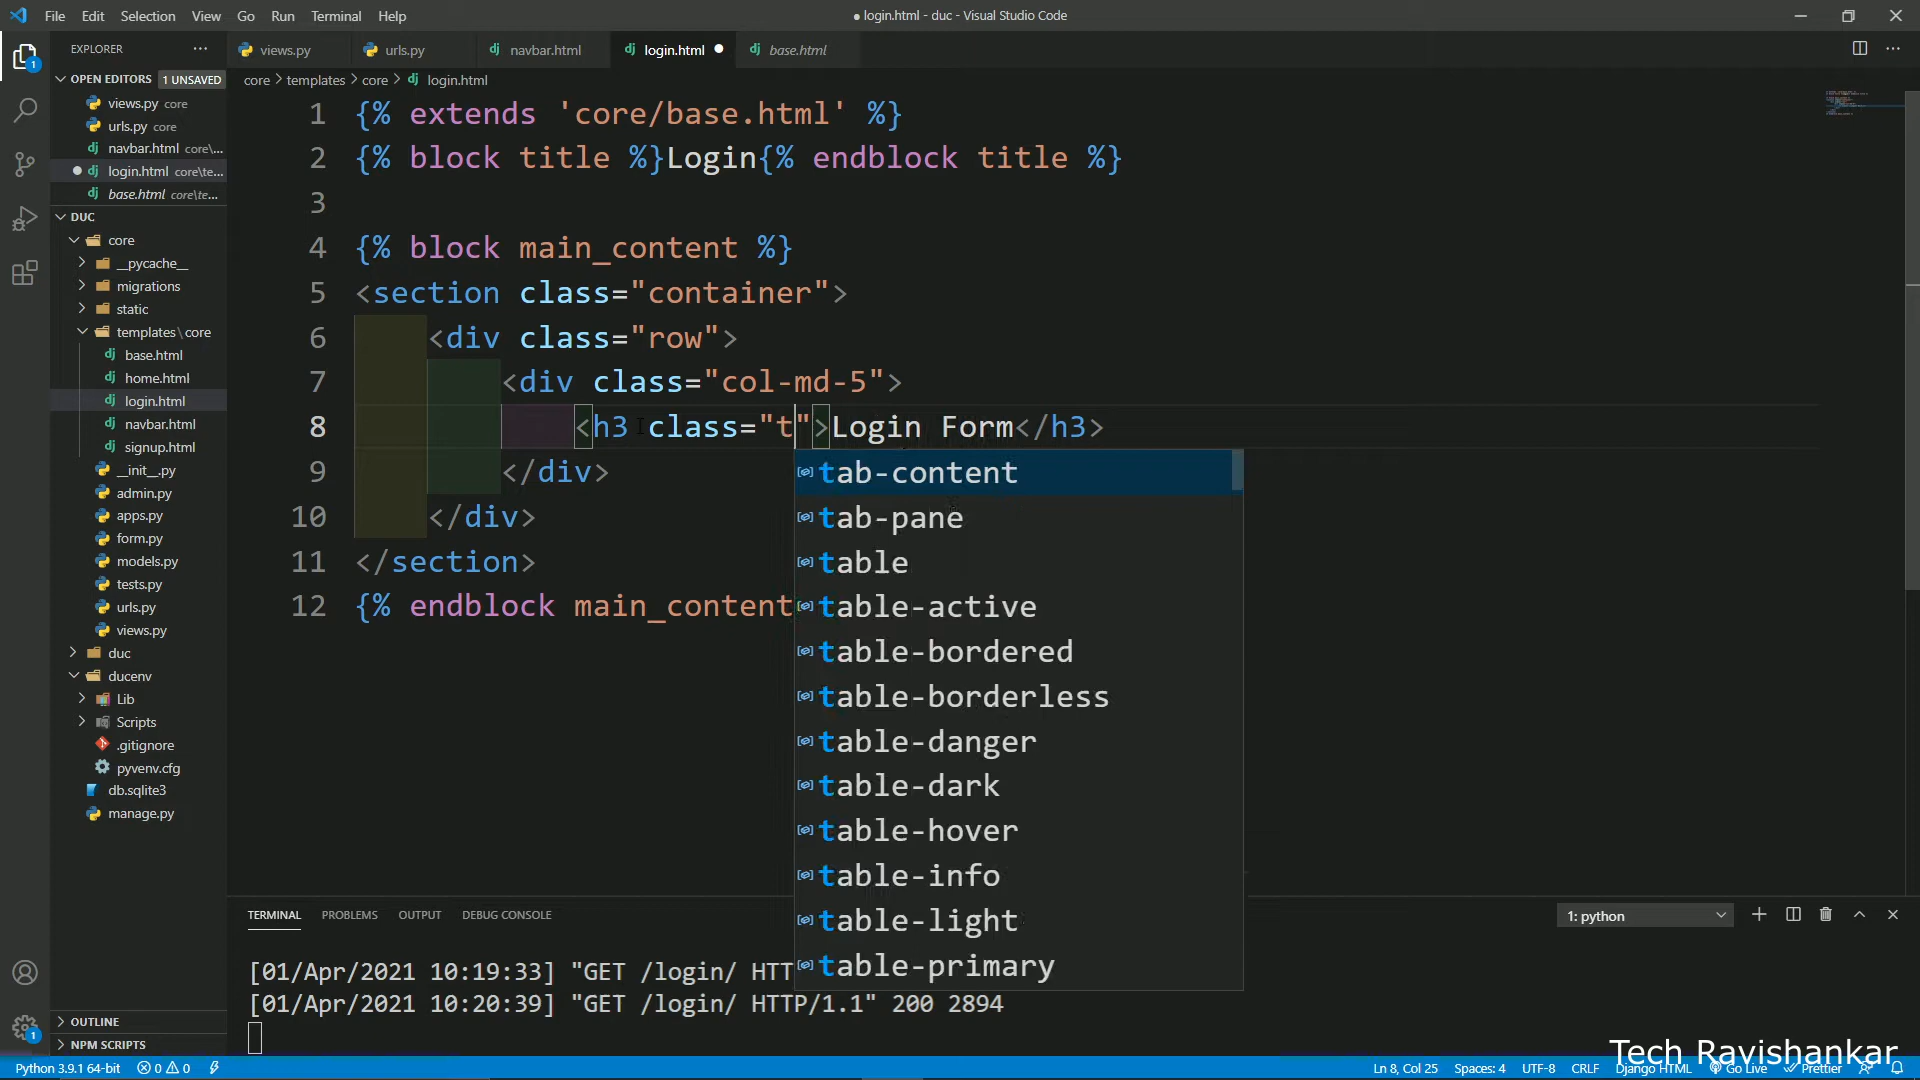 File Edit Selection View Go Run Terminal Help
● login.html - duc - Visual Studio Code
EXPLORER
views.py urls.py navbar.html login.html base.html
OPEN EDITORS 1 UNSAVED
core > templates > core > login.html
views.py core
urls.py core
navbar.html core\...
login.html core\te...
base.html core\te...
DUC
core
__pycache__
migrations
static
templates\core
base.html
home.html
login.html
navbar.html
signup.html
__init__.py
admin.py
apps.py
form.py
models.py
tests.py
urls.py
views.py
duc
ducenv
Lib
Scripts
.gitignore
pyvenv.cfg
db.sqlite3
manage.py
OUTLINE
NPM SCRIPTS
1 {% extends 'core/base.html' %}
2 {% block title %}Login{% endblock title %}
3
4 {% block main_content %}
5 <section class="container">
6 <div class="row">
7 <div class="col-md-5">
8 <h3 class="t">Login Form</h3>
9 </div>
10 </div>
11 </section>
12 {% endblock main_content
tab-content
tab-pane
table
table-active
table-bordered
table-borderless
table-danger
table-dark
table-hover
table-info
table-light
table-primary
TERMINAL PROBLEMS OUTPUT DEBUG CONSOLE 1: python
[01/Apr/2021 10:19:33] "GET /login/ HTT
[01/Apr/2021 10:20:39] "GET /login/ HTTP/1.1" 200 2894
Tech Ravishankar
Python 3.9.1 64-bit 0 0 Ln 8, Col 25 Spaces: 4 UTF-8 CRLF Django HTML Go Live Prettier